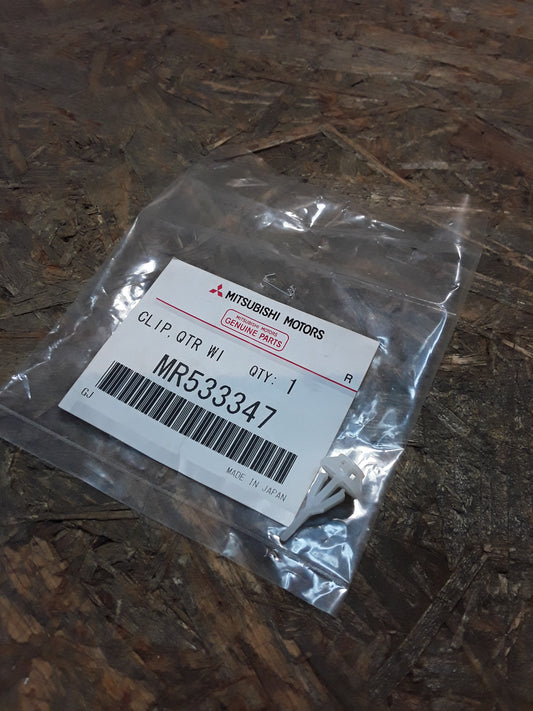 MITSUBISHI MOTORS
MITSUBISHI MOTORS
GENUINE PARTS
CLIP.QTR WI QTY: 1 R
MR533347
GJ
MADE IN JAPAN